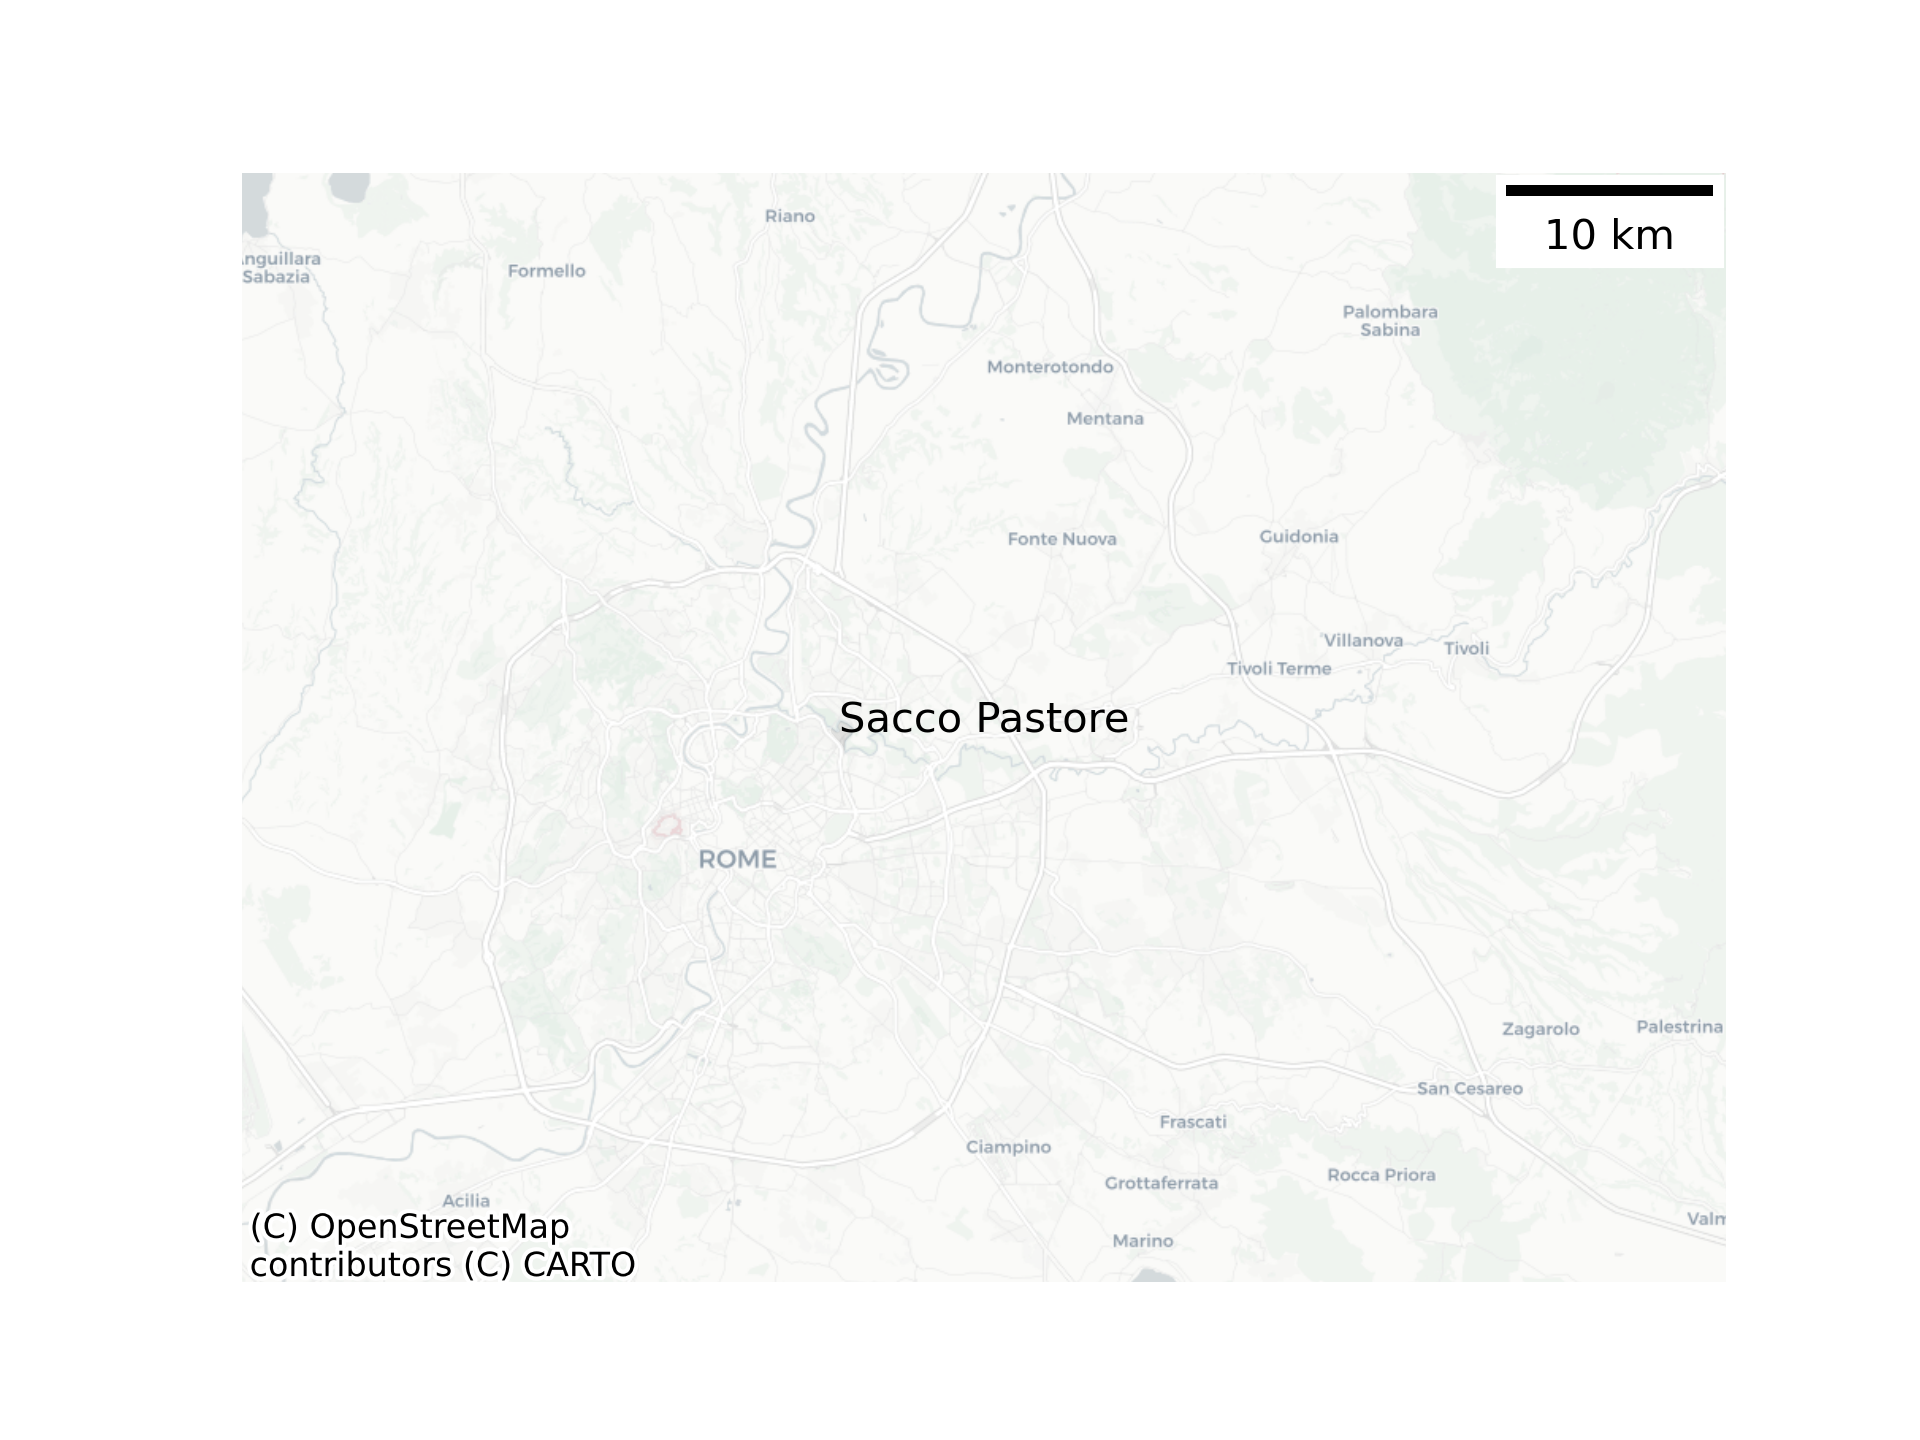 10 km
Riano
nguillara
Sabazia
Formello
Palombara
Sabina
Monterotondo
Mentana
Fonte Nuova
Guidonia
Villanova
Tivoli
Tivoli Terme
Sacco Pastore
ROME
Zagarolo
Palestrina
San Cesareo
Frascati
Ciampino
Rocca Priora
Grottaferrata
Acilia
Valm
Marino
(C) OpenStreetMap
contributors (C) CARTO